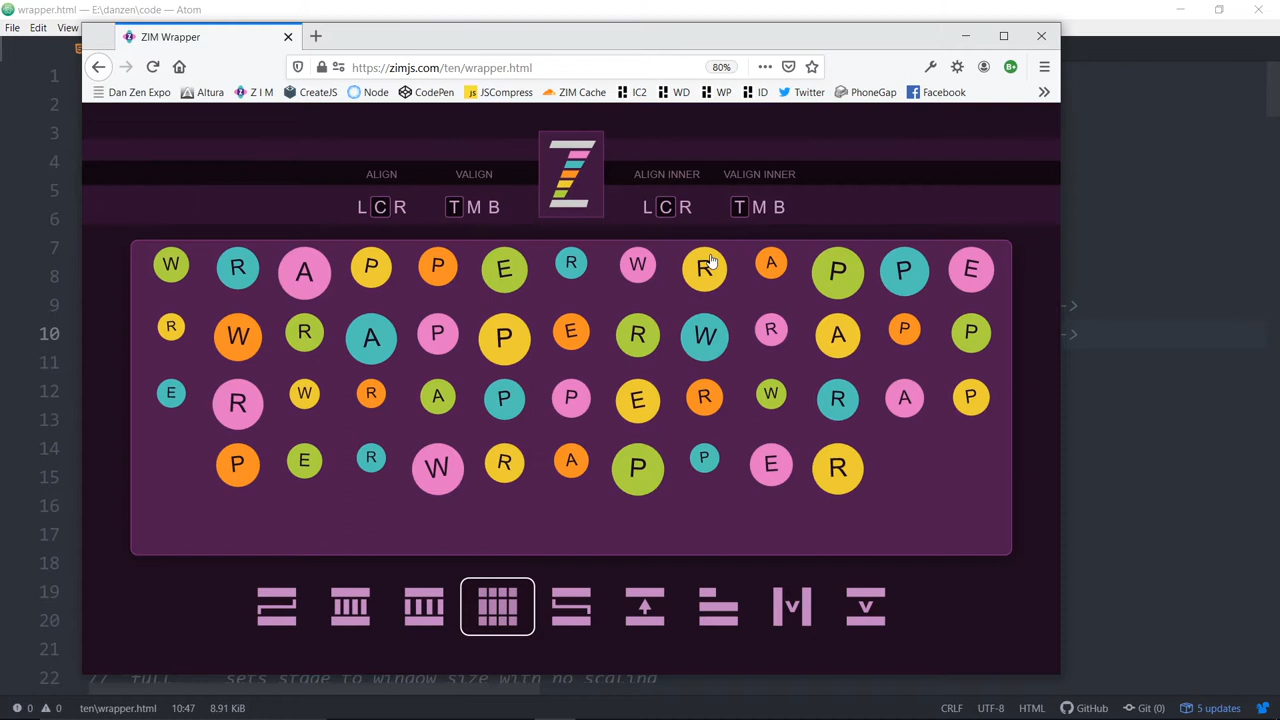 wrapper.html — E:\danzen\code — Atom
File Edit View
ZIM Wrapper
https://zimjs.com/ten/wrapper.html
80%
Dan Zen Expo Altura Z I M CreateJS Node CodePen JSCompress ZIM Cache IC2 WD WP ID Twitter PhoneGap Facebook
ALIGN VALIGN ALIGN INNER VALIGN INNER
L C R T M B L C R T M B
W R A P P E R W R A P P E
R W R A P P E R W R A P P
E R W R A P P E R W R A P
P E R W R A P P E R
1
2
3
4
5
6
7
8
9 ->
10 ->
11
12
13
14
15
16
17
18
19
20
21
22 // full sets stage to window size with no scaling
0 0 ten\wrapper.html 10:47 8.91 KiB CRLF UTF-8 HTML GitHub Git (0) 5 updates